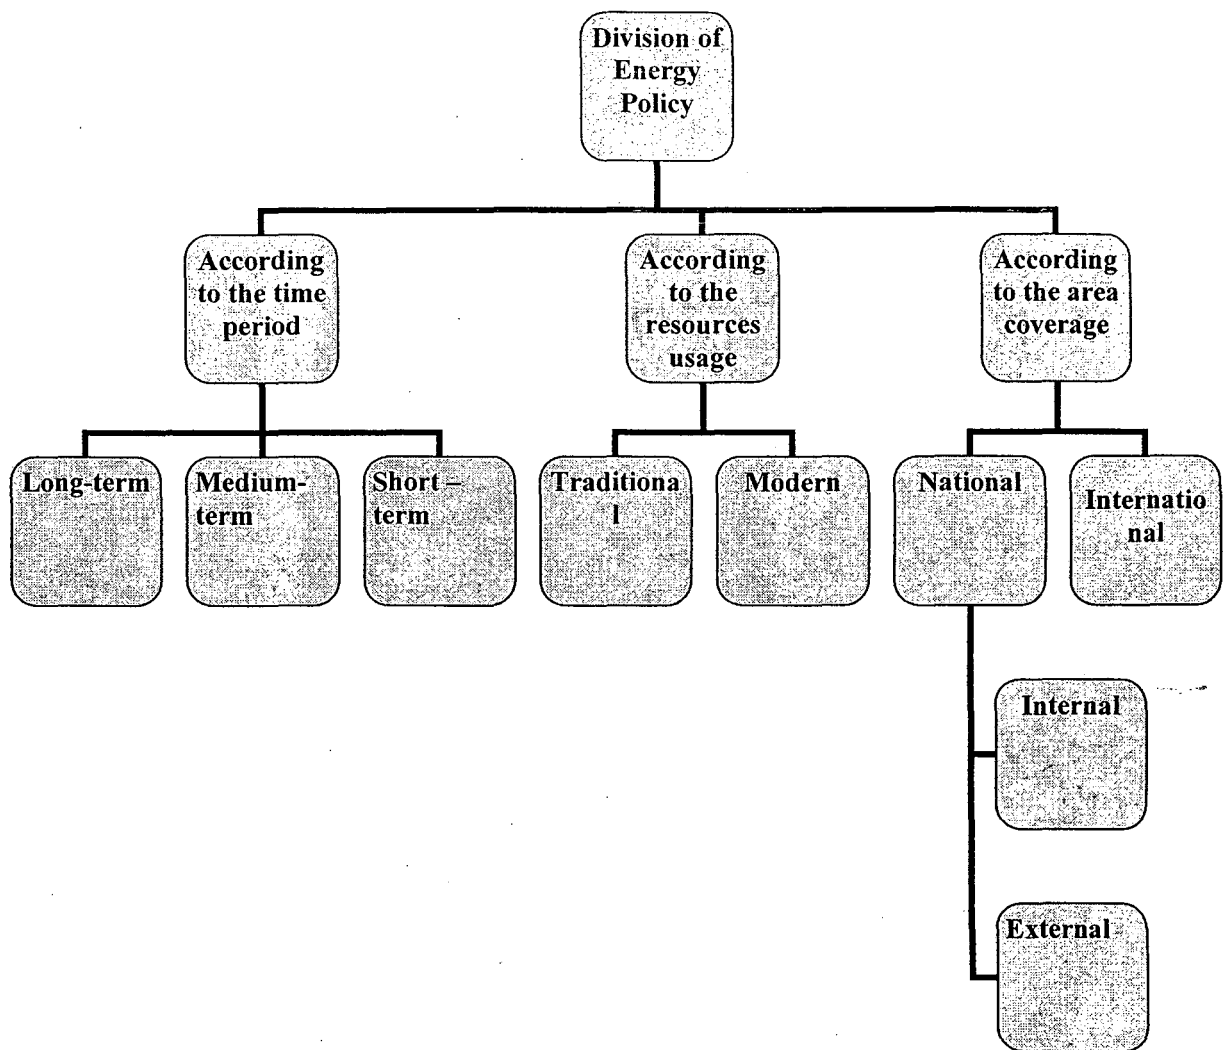 Division of
Energy
Policy
According
to the time
period
According
to the
resources
usage
According
to the area
coverage
Long-term
Medium-
term
Short –
term
Traditiona
l
Modern
National
Internatio
nal
Internal
External